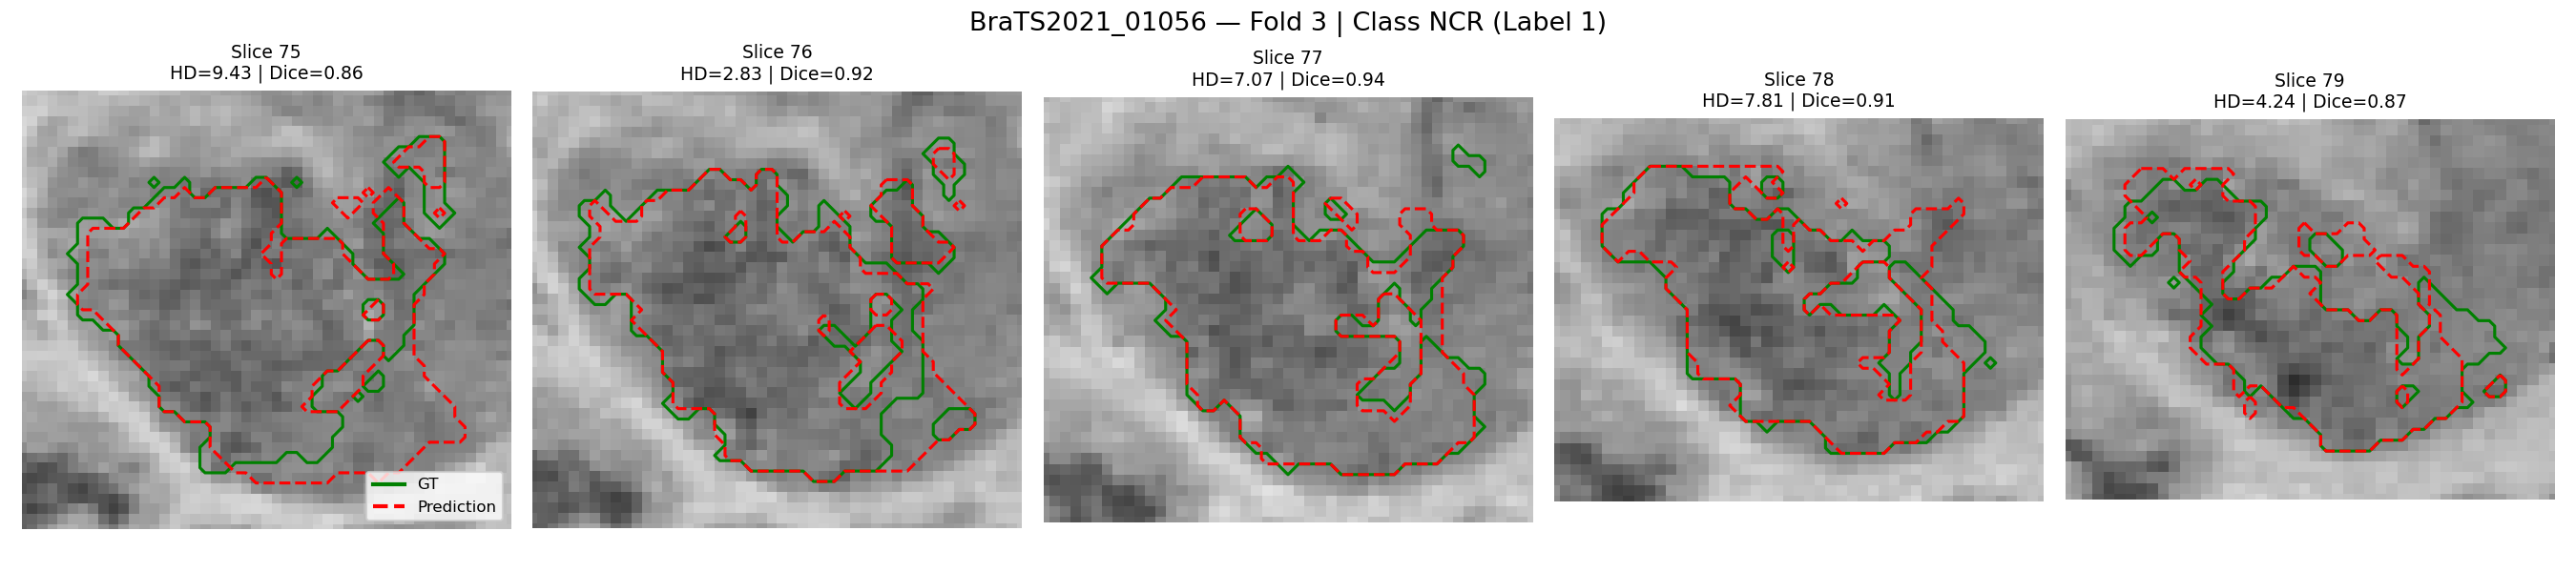 BraTS2021_01056 — Fold 3 | Class NCR (Label 1)
Slice 75
HD=9.43 | Dice=0.86
Slice 76
HD=2.83 | Dice=0.92
Slice 77
HD=7.07 | Dice=0.94
Slice 78
HD=7.81 | Dice=0.91
Slice 79
HD=4.24 | Dice=0.87
GT
Prediction